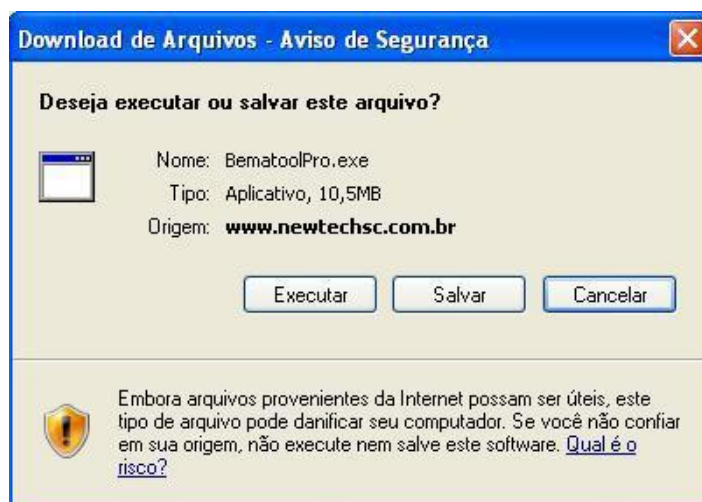 Download de Arquivos - Aviso de Segurança
Deseja executar ou salvar este arquivo?
Nome: BematoolPro.exe
Tipo: Aplicativo, 10,5MB
Origem: www.newtechsc.com.br
Executar Salvar Cancelar
Embora arquivos provenientes da Internet possam ser úteis, este
tipo de arquivo pode danificar seu computador. Se você não confiar
em sua origem, não execute nem salve este software. Qual é o
risco?